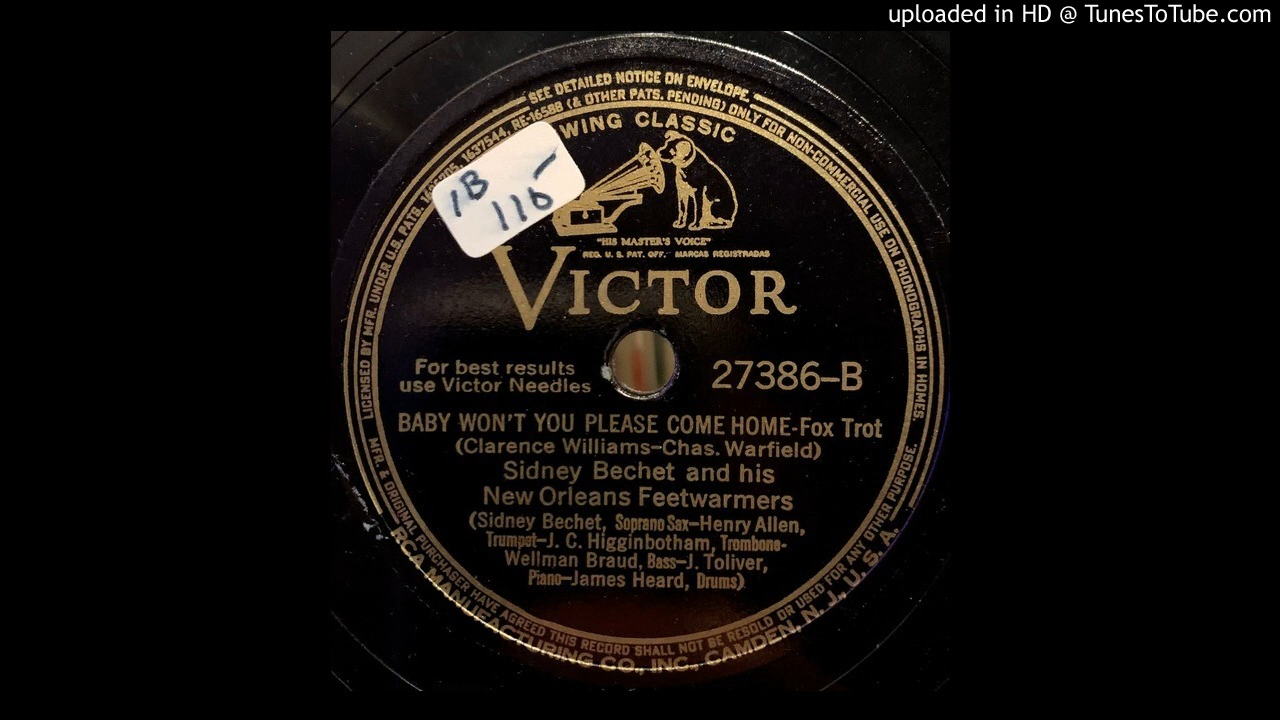 uploaded in HD @ TunesToTube.com
SEE DETAILED NOTICE ON ENVELOPE.
LICENSED BY MFR. UNDER U.S. PATS. 1637544, RE-16588 (& OTHER PATS. PENDING) ONLY FOR NON-COMMERCIAL USE ON PHONOGRAPHS IN HOMES.
WING CLASSIC
1B
"HIS MASTER'S VOICE"
REG. U. S. PAT. OFF. MARCAS REGISTRADAS
VICTOR
For best results
use Victor Needles
27386-B
BABY WON'T YOU PLEASE COME HOME-Fox Trot
(Clarence Williams-Chas. Warfield)
Sidney Bechet and his
New Orleans Feetwarmers
(Sidney Bechet, Soprano Sax-Henry Allen,
Trumpet-J. C. Higginbotham, Trombone-
Wellman Braud, Bass-J. Toliver,
Piano-James Heard, Drums)
MFR. & ORIGINAL PURCHASER HAVE AGREED THIS RECORD SHALL NOT BE RESOLD OR USED FOR ANY OTHER PURPOSE.
RCA MANUFACTURING CO., INC., CAMDEN, N. J., U. S. A.